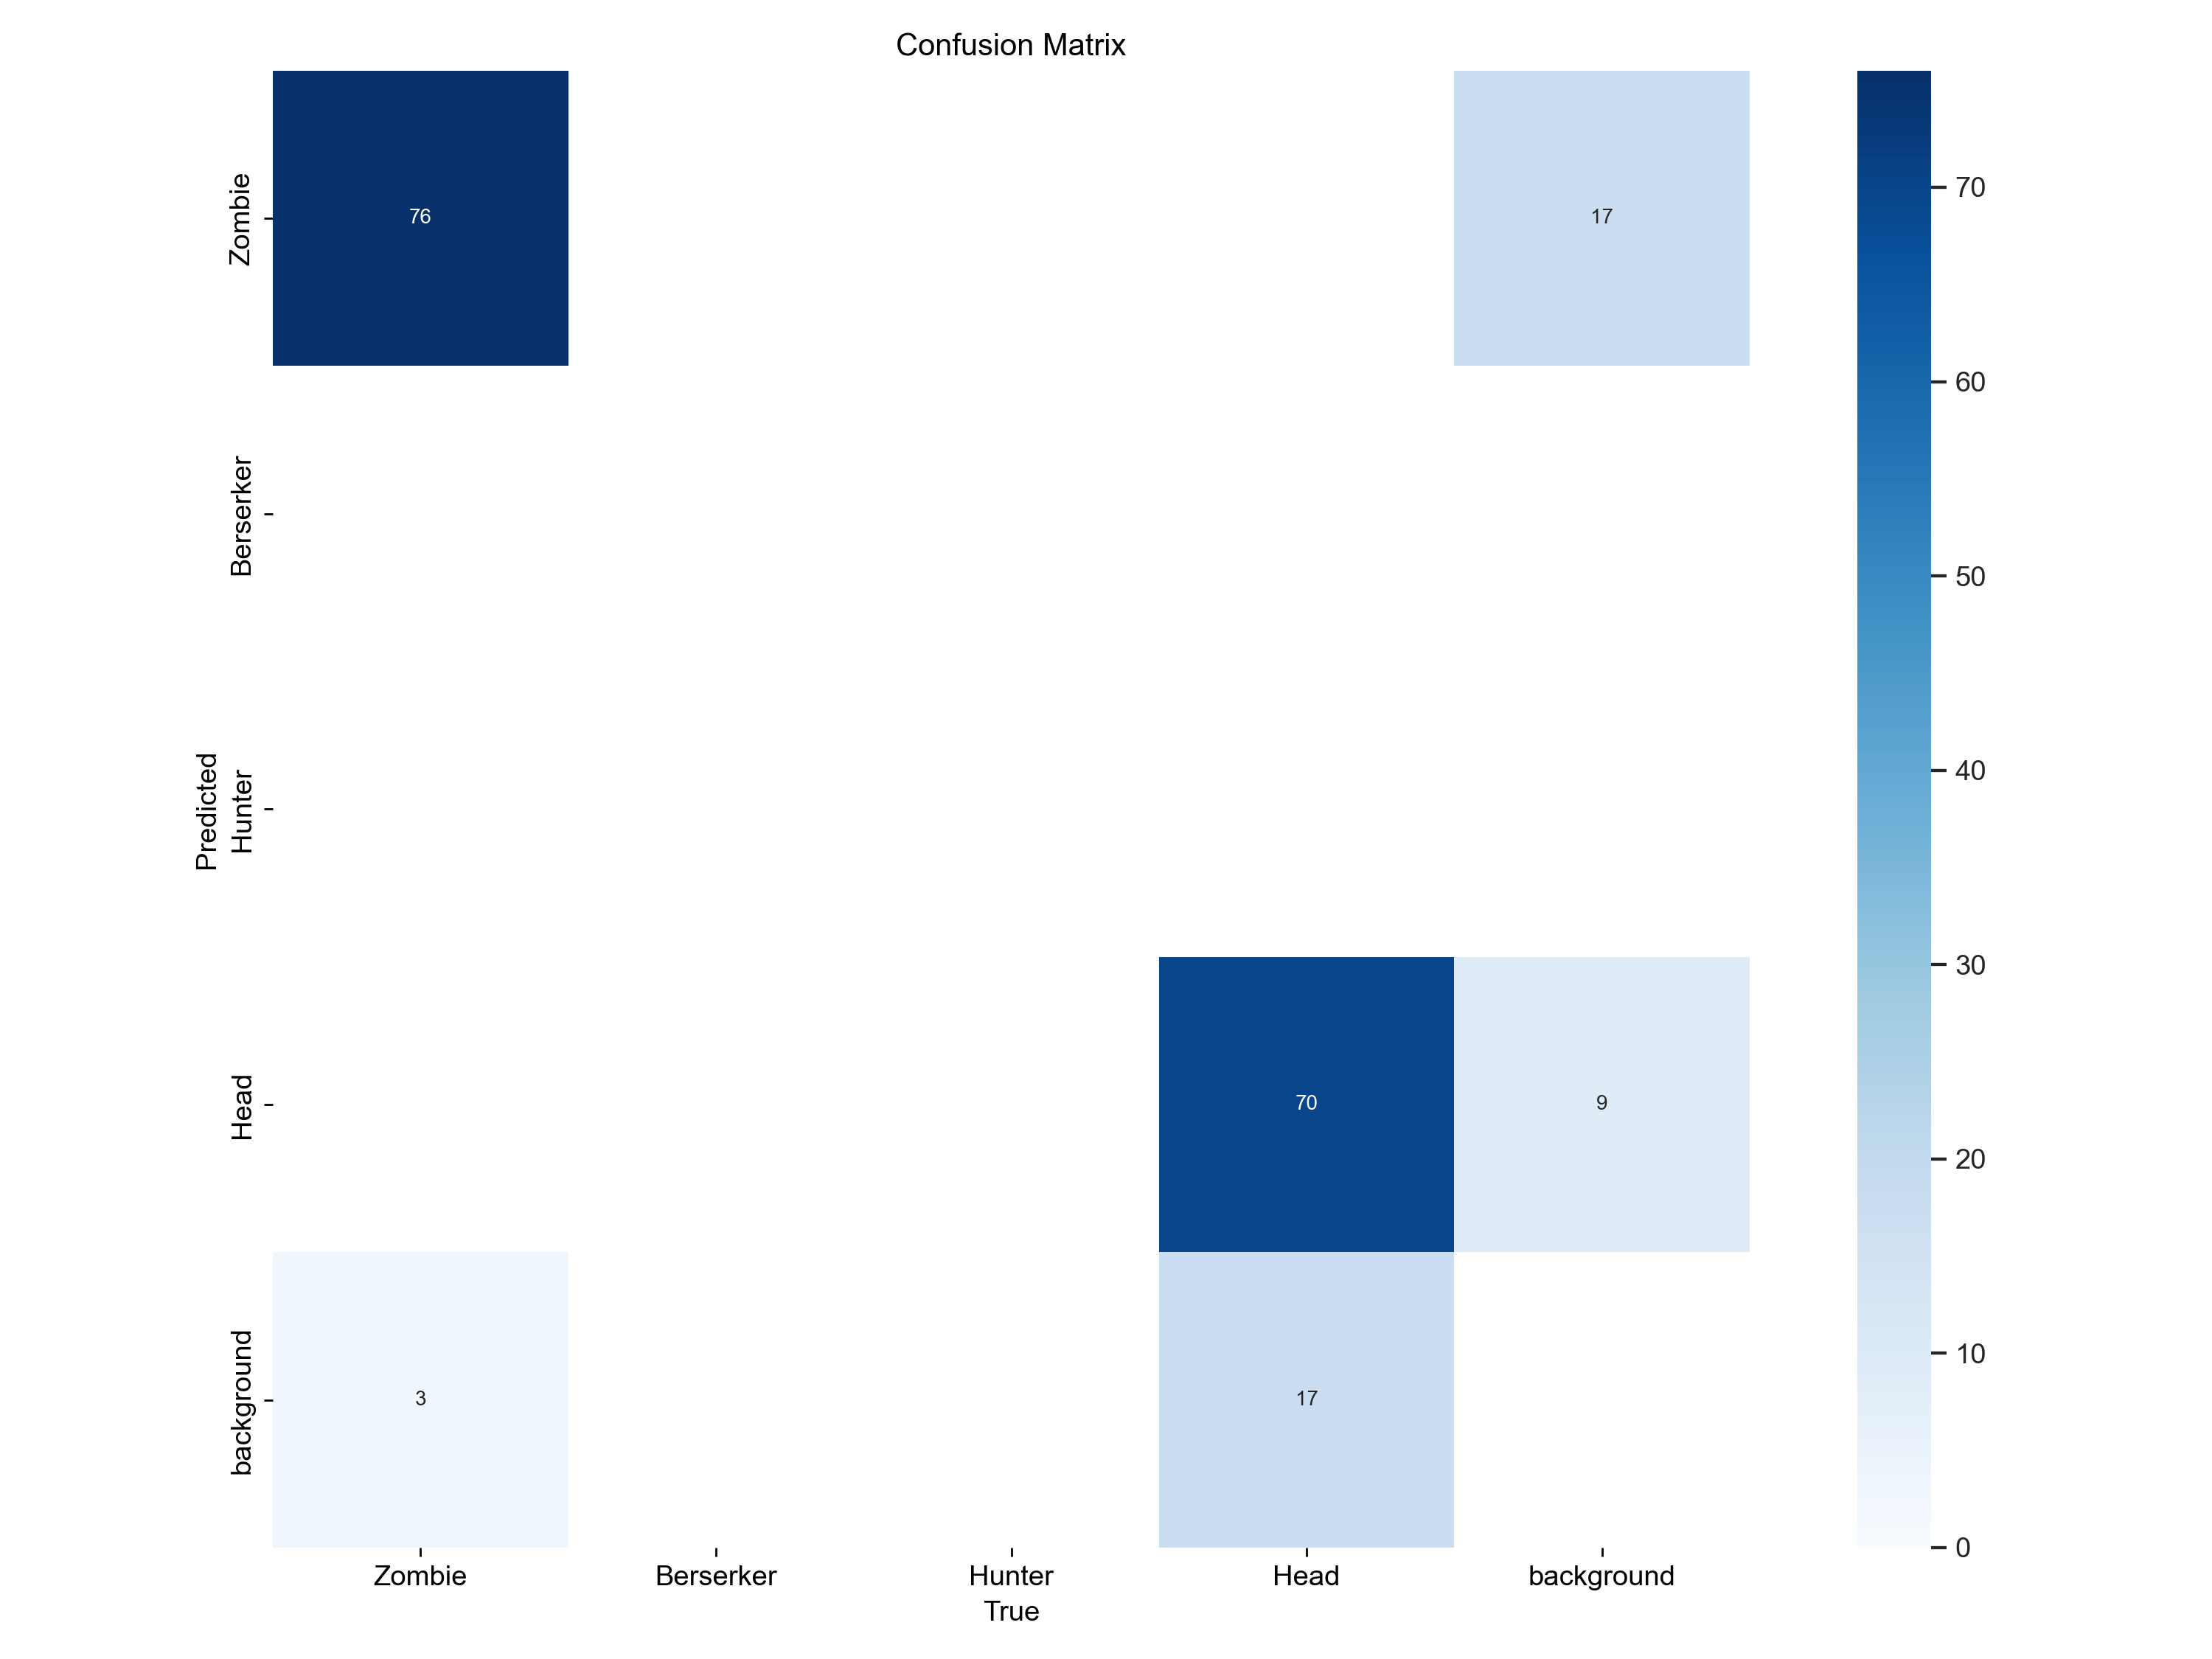 Confusion Matrix
Zombie
Berserker
Hunter
Head
background
Predicted
76
17
70
9
3
17
Zombie
Berserker
Hunter
Head
background
True
70
60
50
40
30
20
10
0